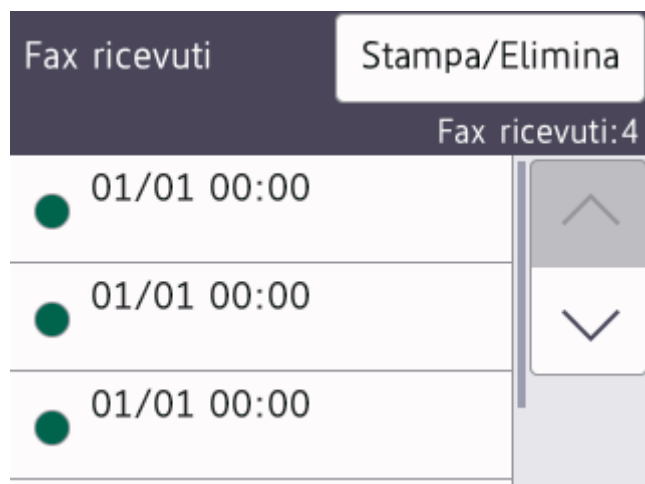 Fax ricevuti
Stampa/Elimina
Fax ricevuti:4
01/01 00:00
01/01 00:00
01/01 00:00